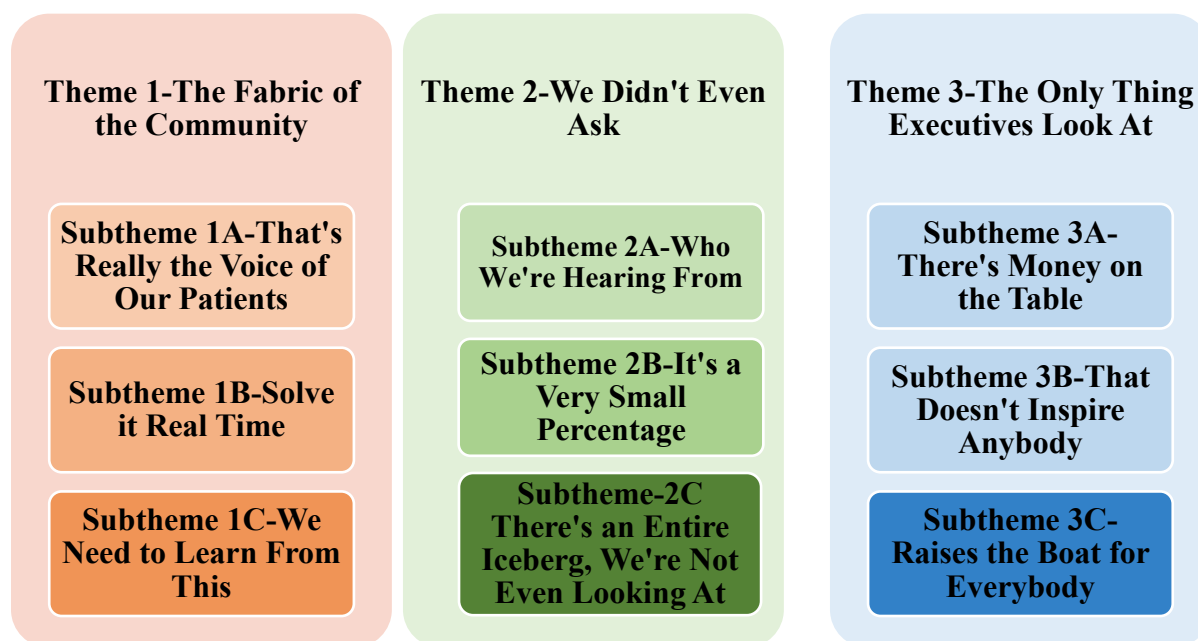 Theme 1-The Fabric of
the Community
Subtheme 1A-That's
Really the Voice of
Our Patients
Subtheme 1B-Solve
it Real Time
Subtheme 1C-We
Need to Learn From
This
Theme 2-We Didn't Even
Ask
Subtheme 2A-Who
We're Hearing From
Subtheme 2B-It's a
Very Small
Percentage
Subtheme-2C
There's an Entire
Iceberg, We're Not
Even Looking At
Theme 3-The Only Thing
Executives Look At
Subtheme 3A-
There's Money on
the Table
Subtheme 3B-That
Doesn't Inspire
Anybody
Subtheme 3C-
Raises the Boat for
Everybody